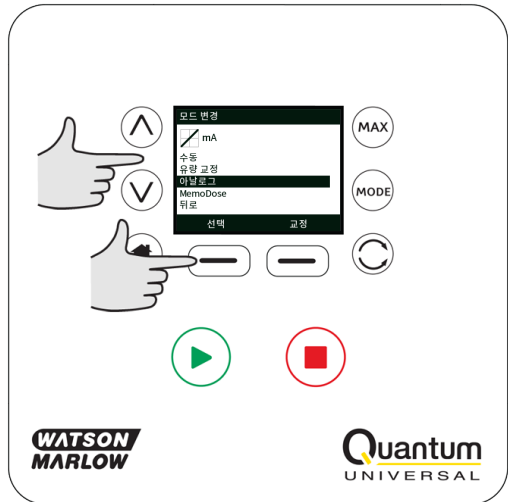 모드 변경
MAX
mA
수동
유량 교정
아날로그
MODE
MemoDose
뒤로
선택 교정
WATSON
MARLOW
Quantum
UNIVERSAL